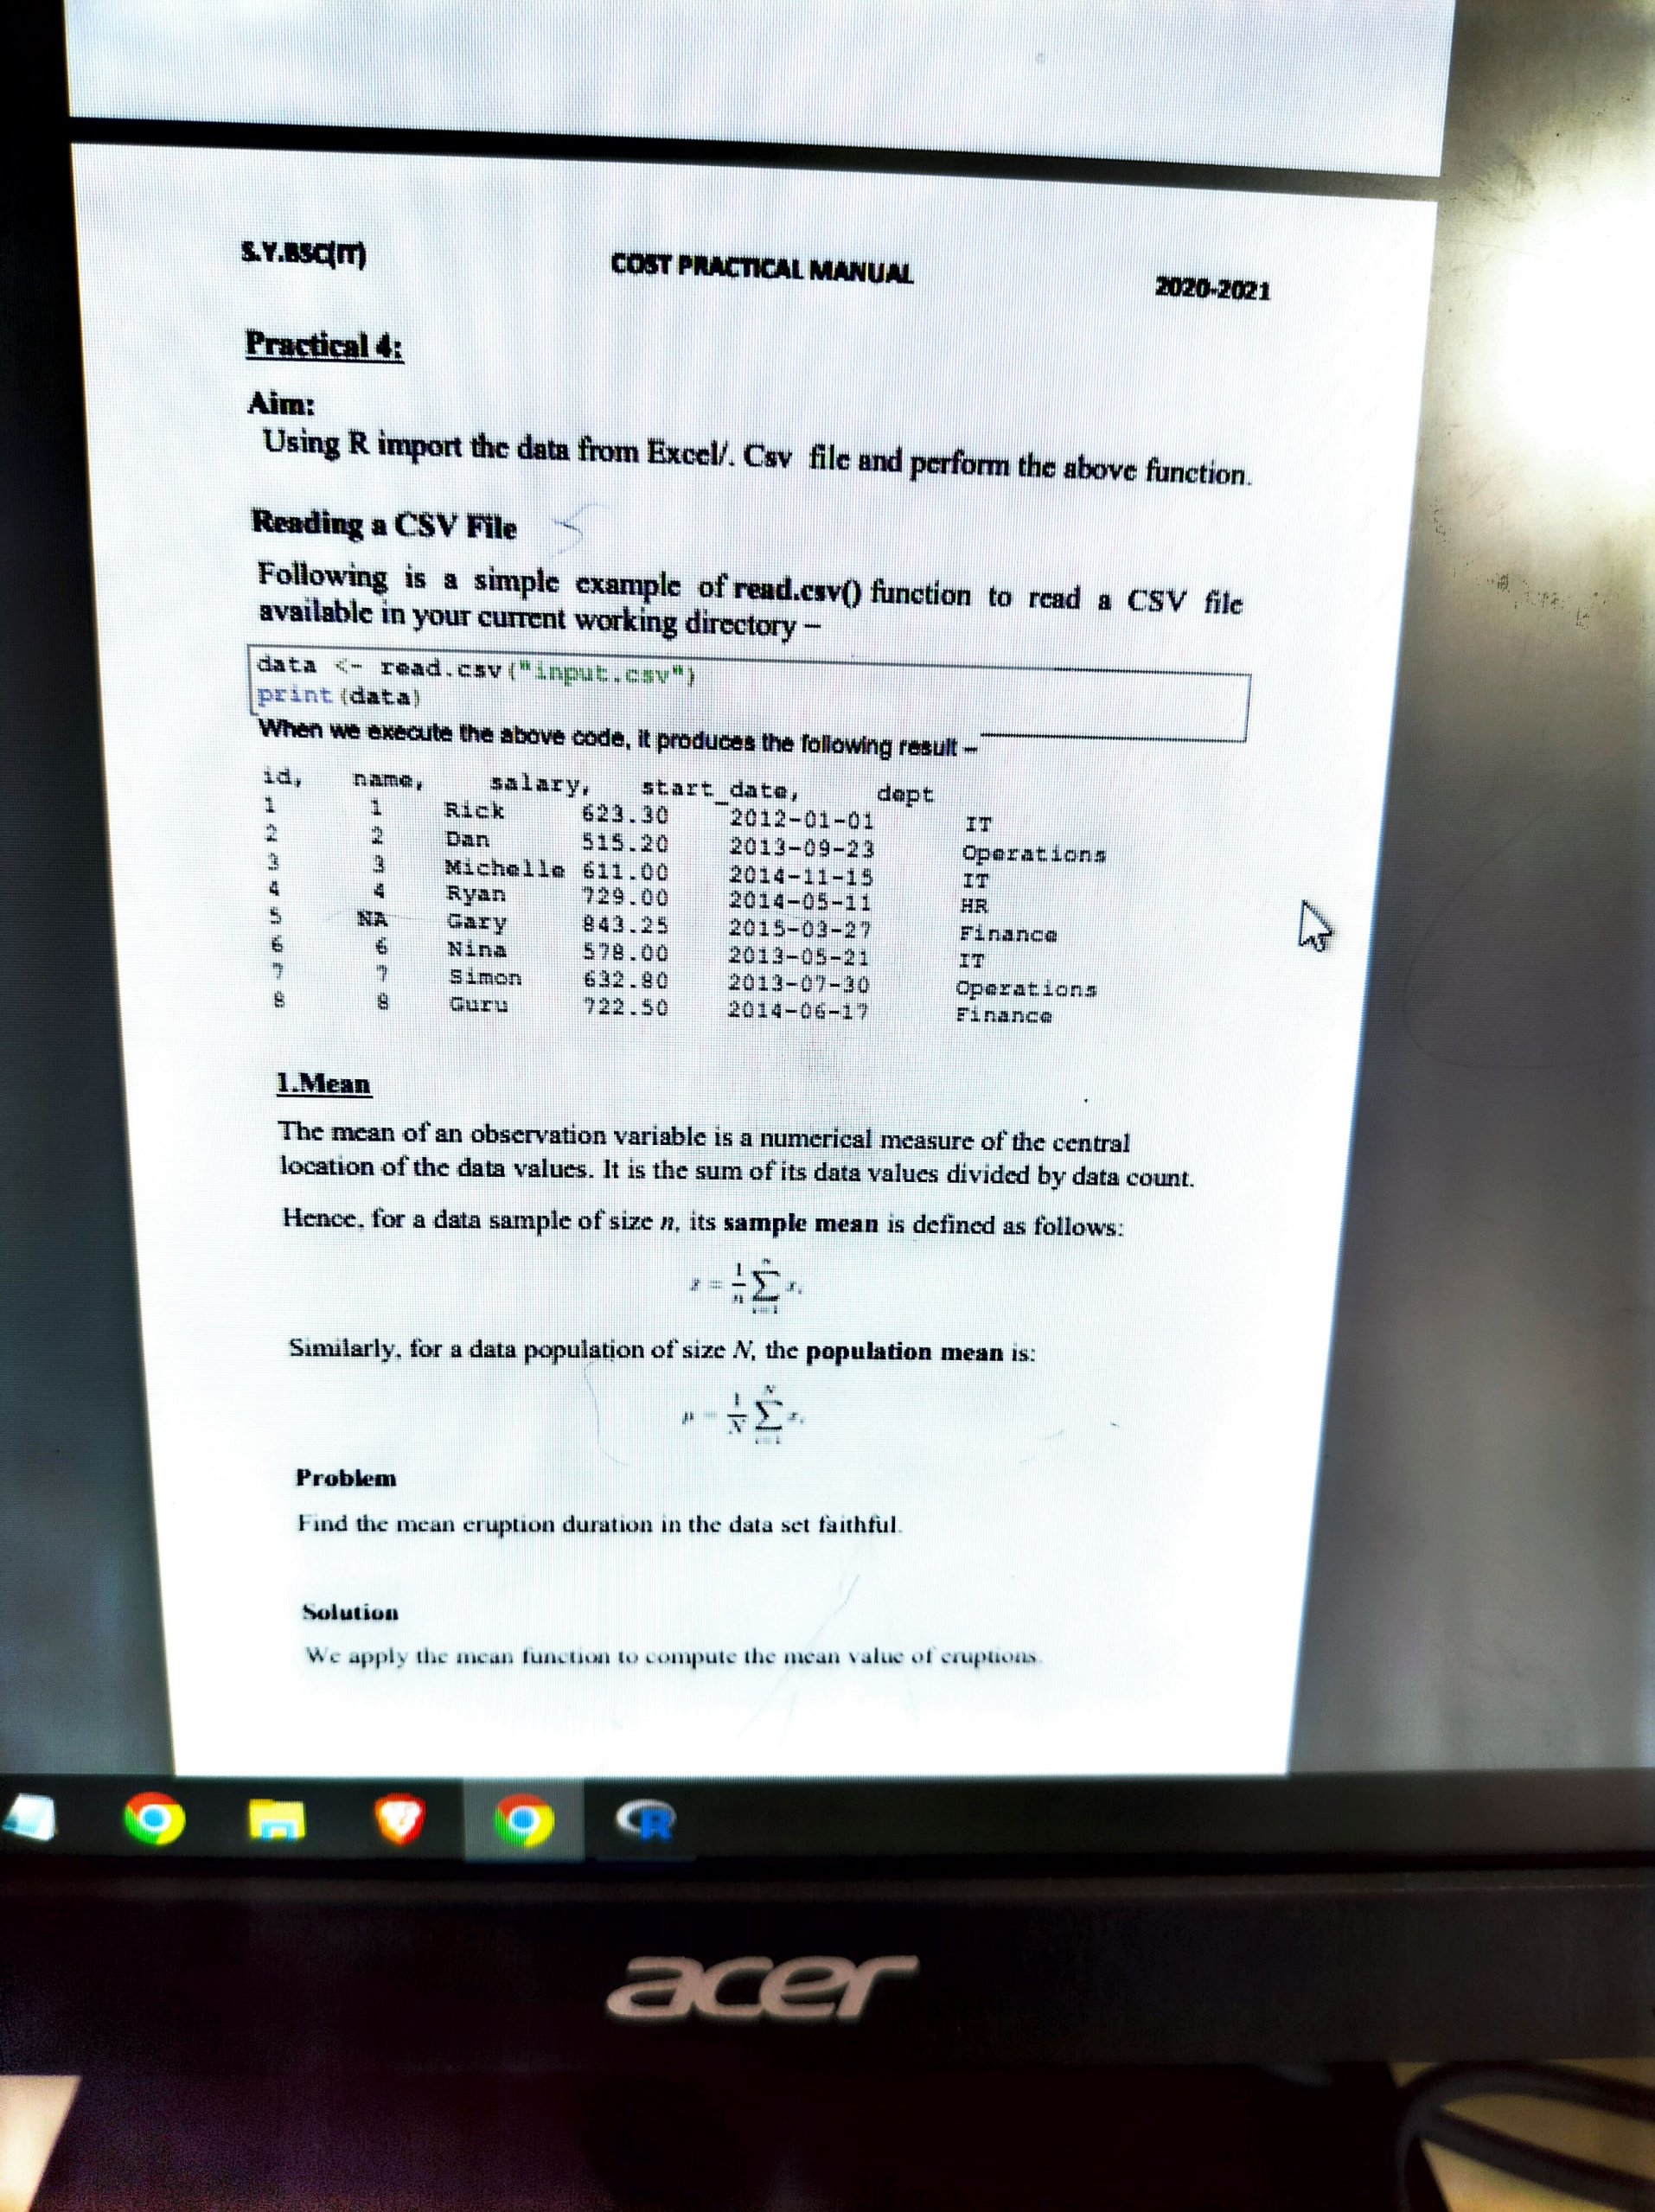 S.Y.BSC(IT) COST PRACTICAL MANUAL 2020-2021
Practical 4:
Aim:
Using R import the data from Excel/. Csv file and perform the above function.
Reading a CSV File
Following is a simple example of read.csv() function to read a CSV file
available in your current working directory –
data <- read.csv("input.csv")
print(data)
When we execute the above code, it produces the following result –
id, name, salary, start_date, dept
1 1 Rick 623.30 2012-01-01 IT
2 2 Dan 515.20 2013-09-23 Operations
3 3 Michelle 611.00 2014-11-15 IT
4 4 Ryan 729.00 2014-05-11 HR
5 NA Gary 843.25 2015-03-27 Finance
6 6 Nina 578.00 2013-05-21 IT
7 7 Simon 632.80 2013-07-30 Operations
8 8 Guru 722.50 2014-06-17 Finance
1.Mean
The mean of an observation variable is a numerical measure of the central
location of the data values. It is the sum of its data values divided by data count.
Hence, for a data sample of size n, its sample mean is defined as follows:
x̄ = 1/n ∑ i=1 n xᵢ
Similarly, for a data population of size N, the population mean is:
μ = 1/N ∑ i=1 N xᵢ
Problem
Find the mean eruption duration in the data set faithful.
Solution
We apply the mean function to compute the mean value of eruptions.
R
acer